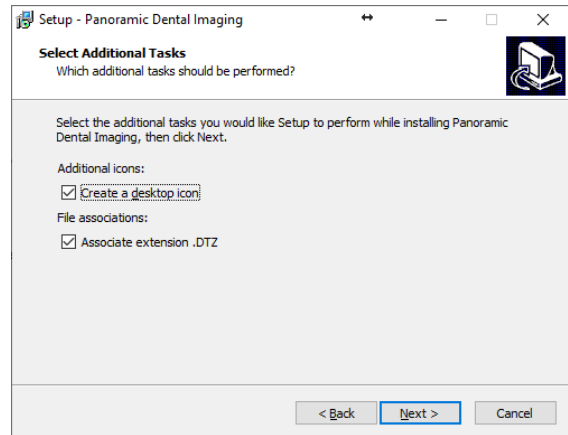 Setup - Panoramic Dental Imaging
Select Additional Tasks
Which additional tasks should be performed?
Select the additional tasks you would like Setup to perform while installing Panoramic
Dental Imaging, then click Next.
Additional icons:
Create a desktop icon
File associations:
Associate extension .DTZ
< Back Next > Cancel